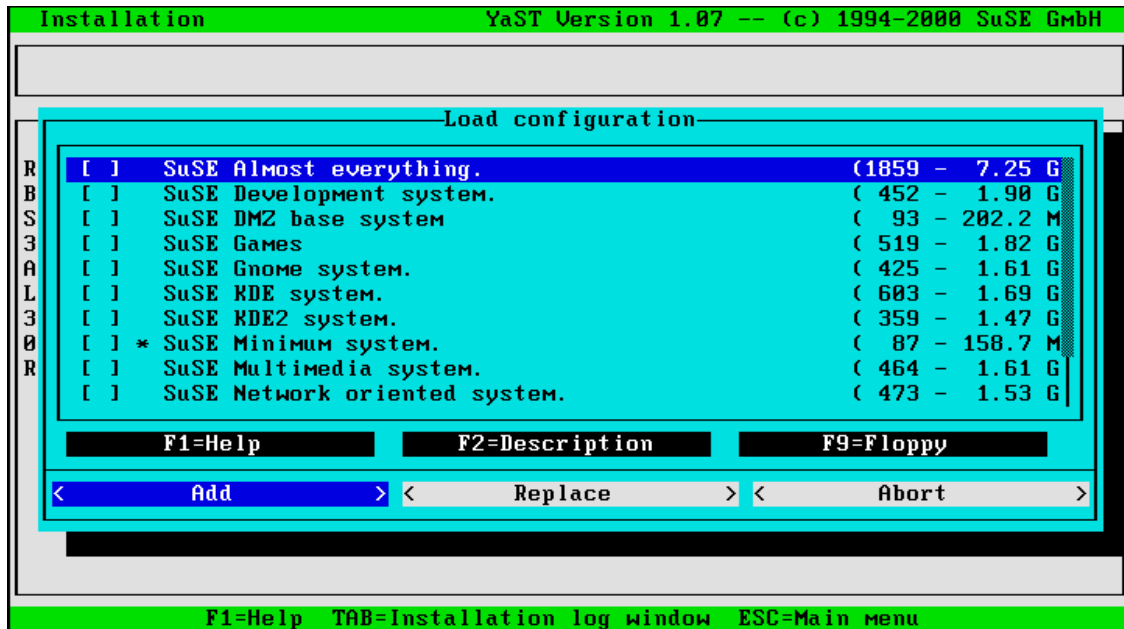 Installation YaST Version 1.07 -- (c) 1994-2000 SuSE GmbH
Load configuration
R [ ] SuSE Almost everything. (1859 - 7.25 G
B [ ] SuSE Development system. ( 452 - 1.90 G
S [ ] SuSE DMZ base system ( 93 - 202.2 M
3 [ ] SuSE Games ( 519 - 1.82 G
A [ ] SuSE Gnome system. ( 425 - 1.61 G
L [ ] SuSE KDE system. ( 603 - 1.69 G
3 [ ] SuSE KDE2 system. ( 359 - 1.47 G
0 [ ] * SuSE Minimum system. ( 87 - 158.7 M
R [ ] SuSE Multimedia system. ( 464 - 1.61 G
[ ] SuSE Network oriented system. ( 473 - 1.53 G
F1=Help F2=Description F9=Floppy
< Add > < Replace > < Abort >
F1=Help TAB=Installation log window ESC=Main menu